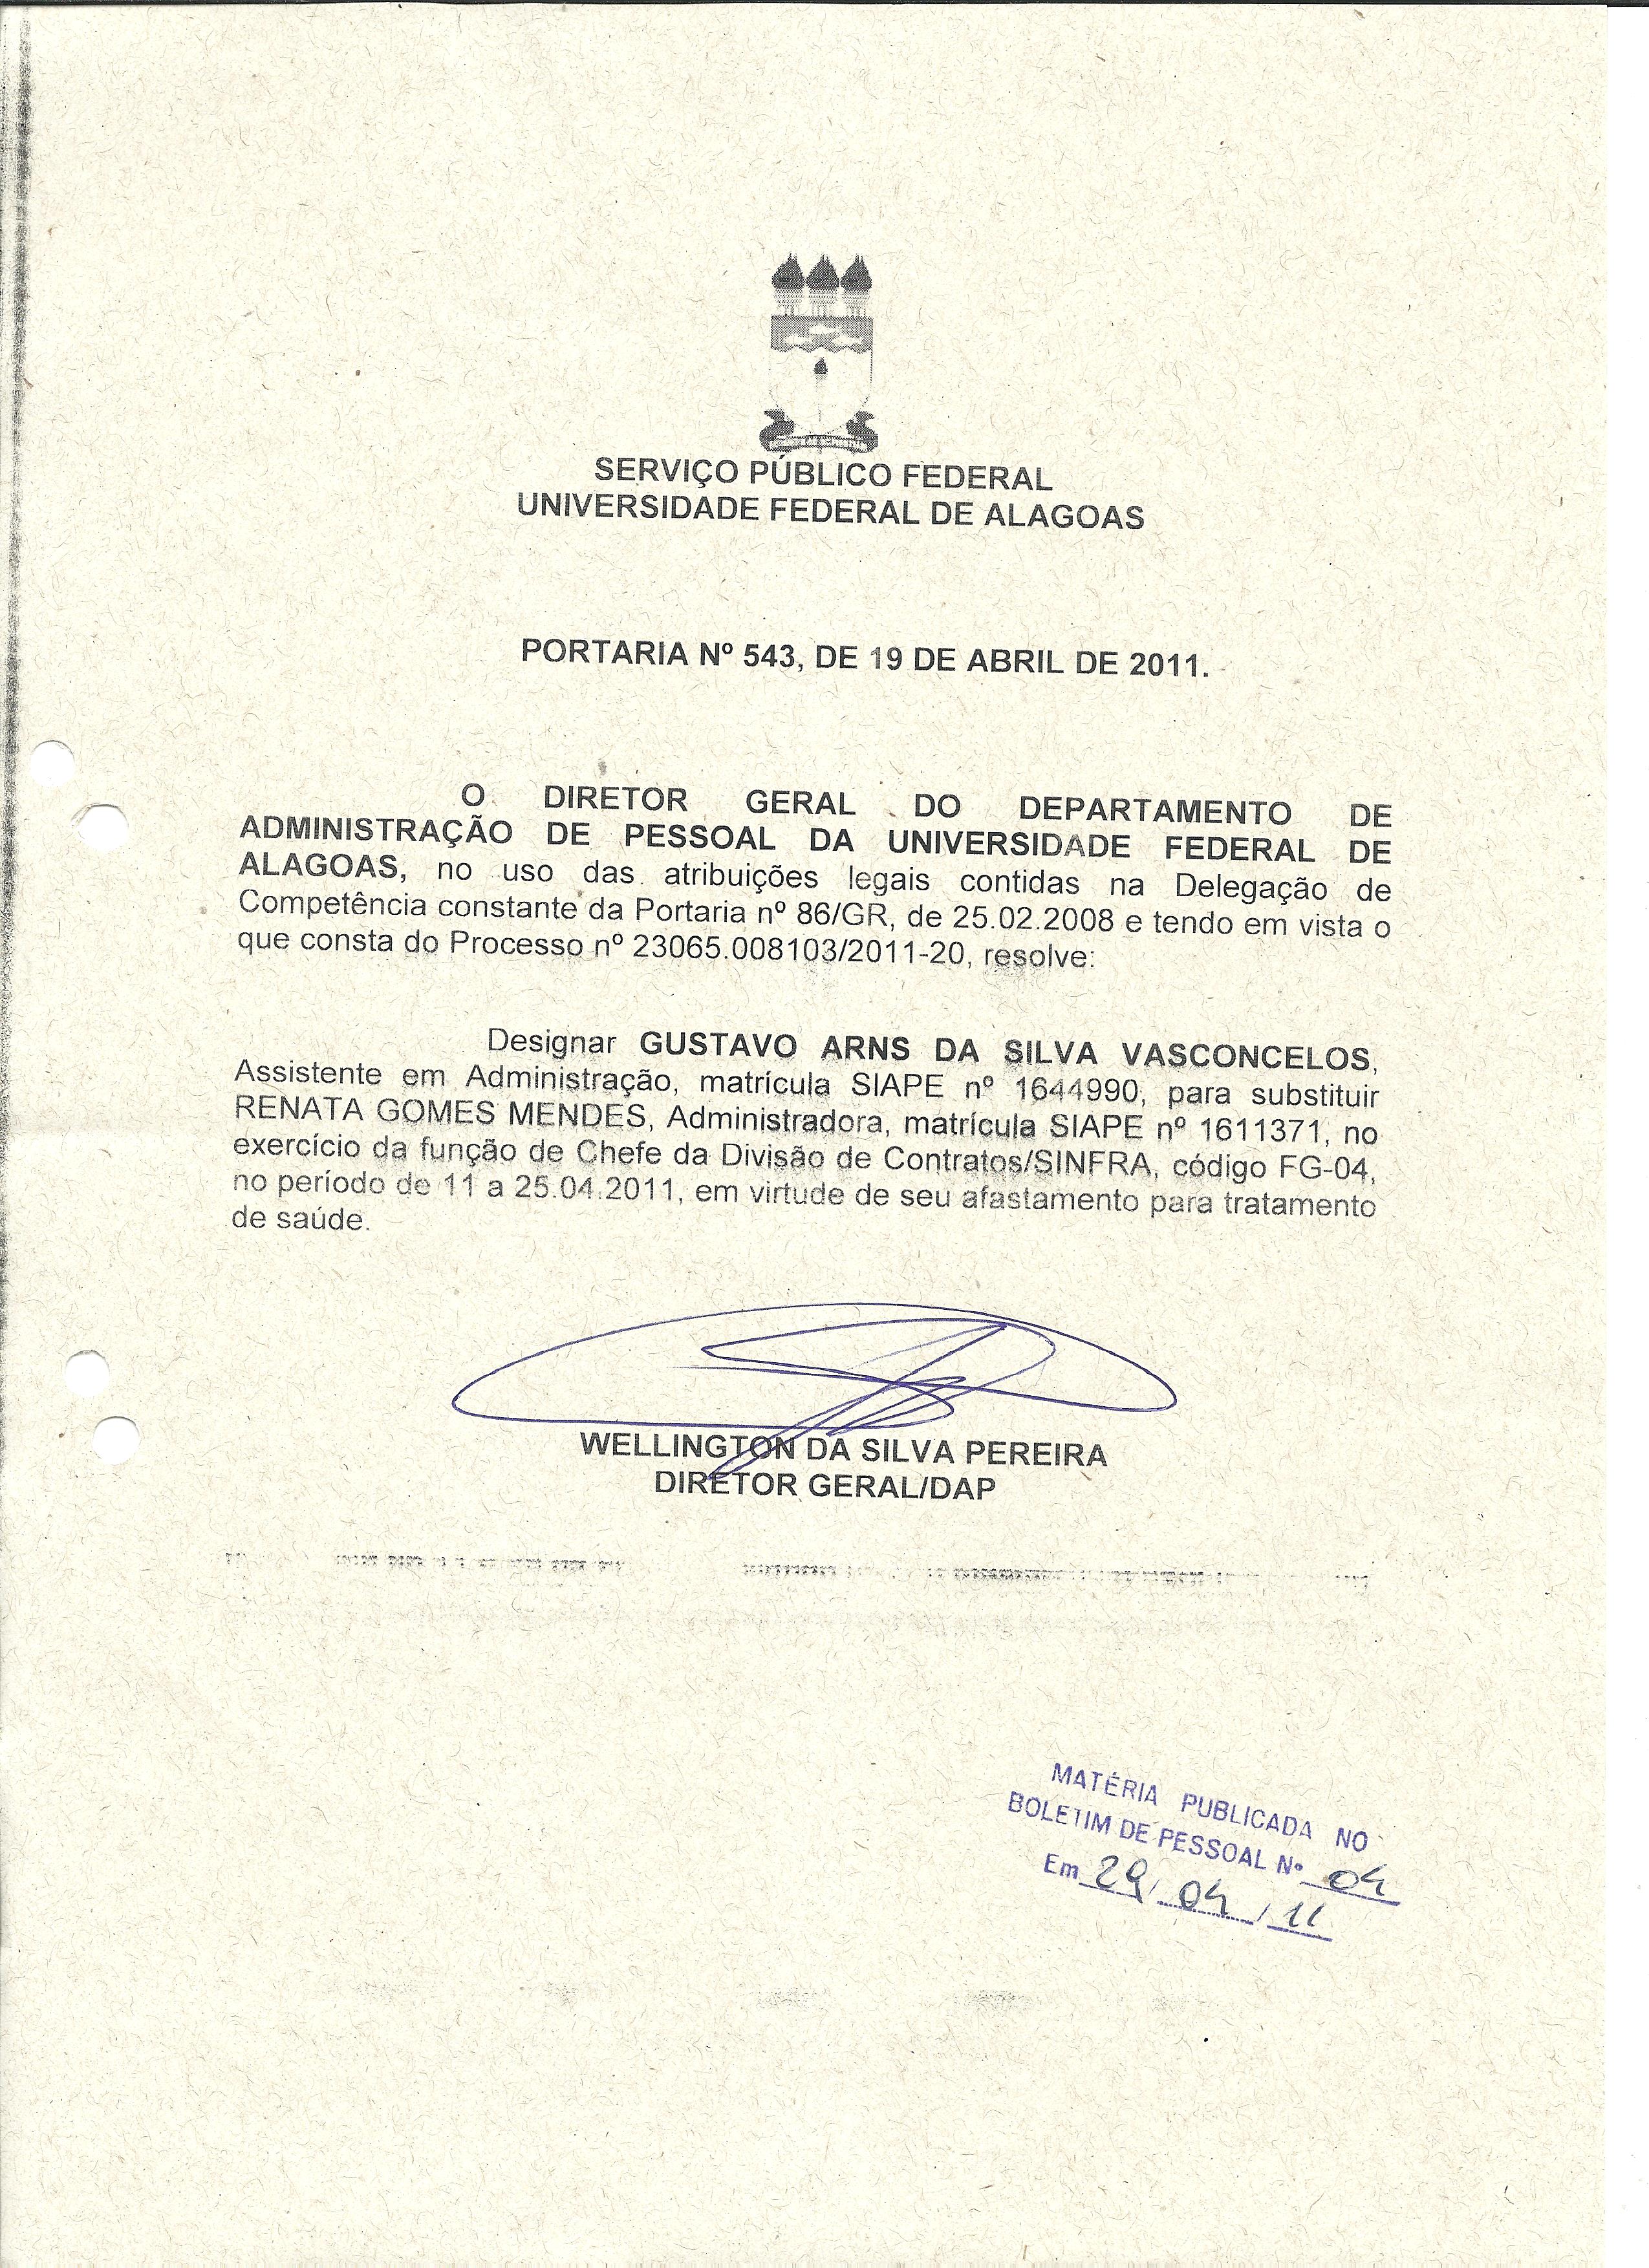 SERVIÇO PÚBLICO FEDERAL
UNIVERSIDADE FEDERAL DE ALAGOAS
PORTARIA Nº 543, DE 19 DE ABRIL DE 2011.
O DIRETOR GERAL DO DEPARTAMENTO DE
ADMINISTRAÇÃO DE PESSOAL DA UNIVERSIDADE FEDERAL DE
ALAGOAS, no uso das atribuições legais contidas na Delegação de
Competência constante da Portaria nº 86/GR, de 25.02.2008 e tendo em vista o
que consta do Processo nº 23065.008103/2011-20, resolve:
Designar GUSTAVO ARNS DA SILVA VASCONCELOS,
Assistente em Administração, matrícula SIAPE nº 1644990, para substituir
RENATA GOMES MENDES, Administradora, matrícula SIAPE nº 1611371, no
exercício da função de Chefe da Divisão de Contratos/SINFRA, código FG-04,
no período de 11 a 25.04.2011, em virtude de seu afastamento para tratamento
de saúde.
WELLINGTON DA SILVA PEREIRA
DIRETOR GERAL/DAP
MATÉRIA PUBLICADA NO
BOLETIM DE PESSOAL Nº 04
Em 29/04/11